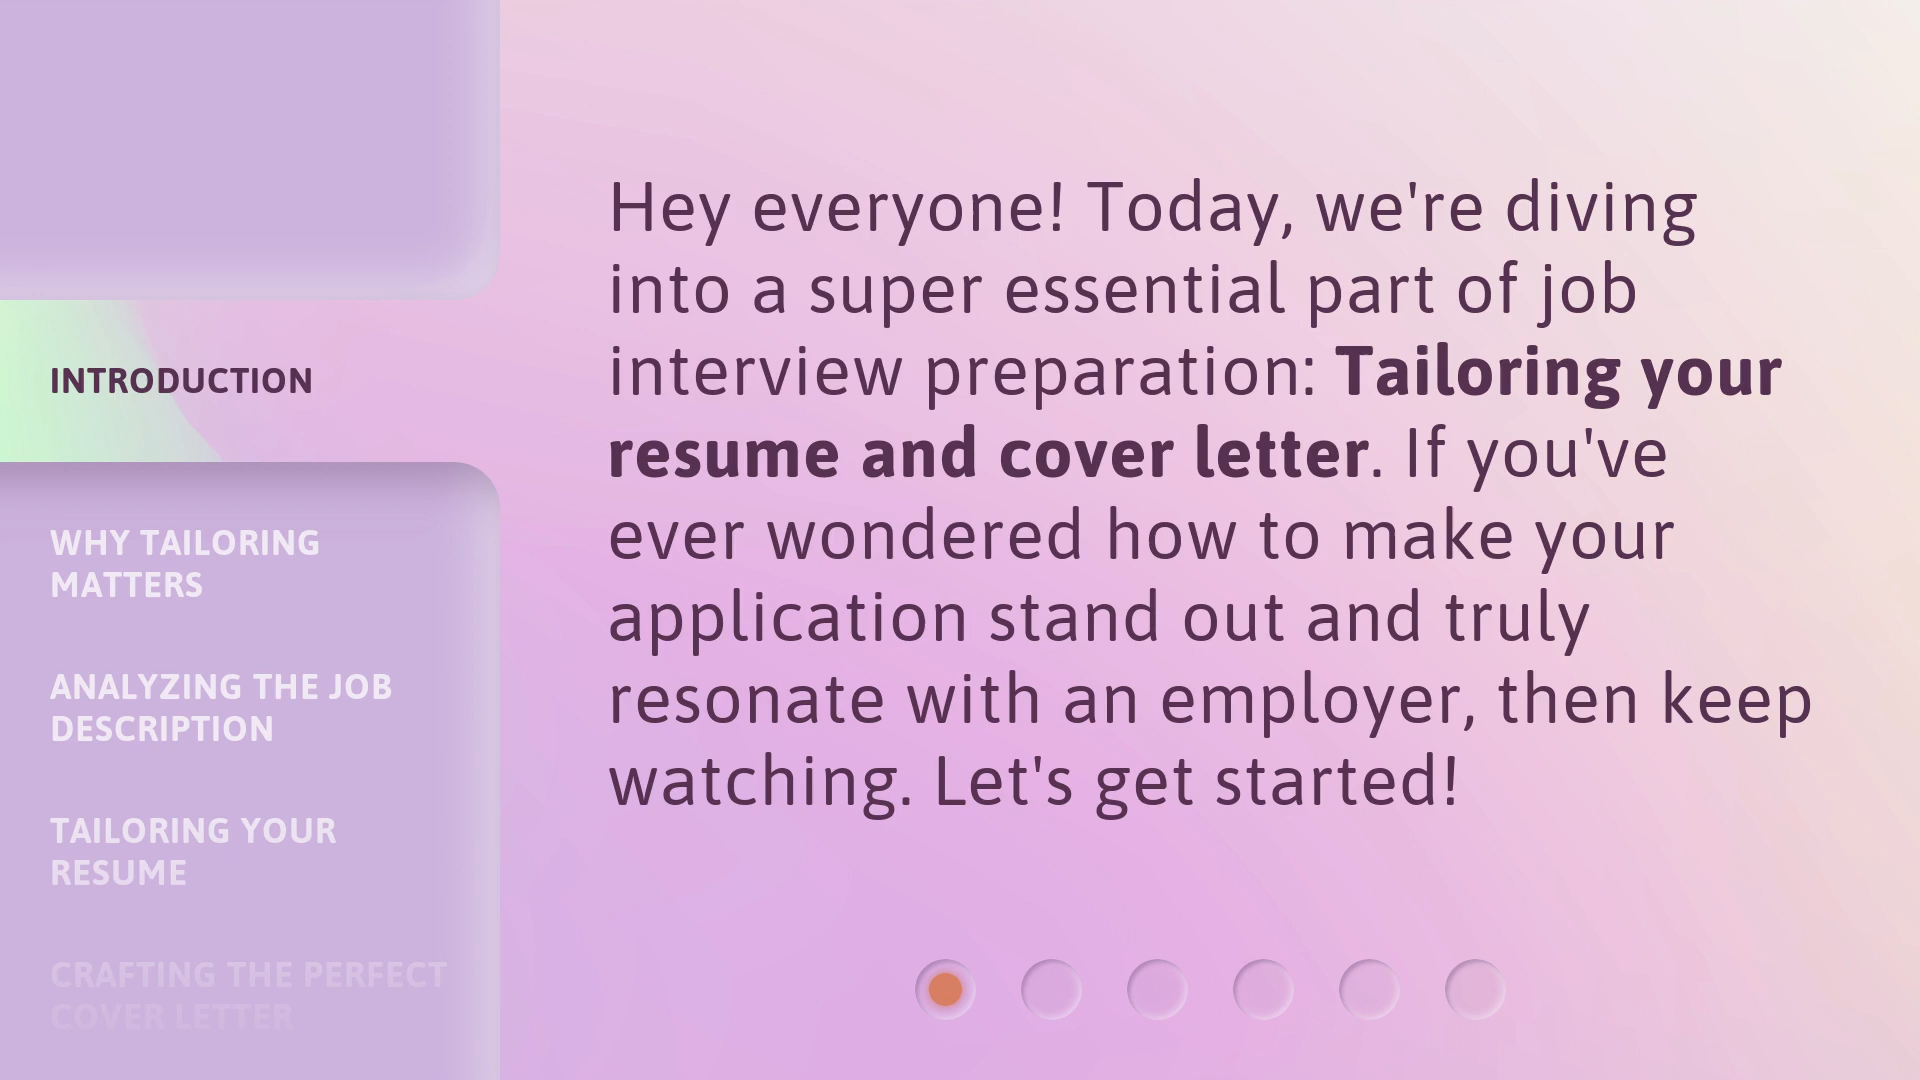 INTRODUCTION
WHY TAILORING
MATTERS
ANALYZING THE JOB
DESCRIPTION
TAILORING YOUR
RESUME
CRAFTING THE PERFECT
COVER LETTER
Hey everyone! Today, we're diving
into a super essential part of job
interview preparation: Tailoring your
resume and cover letter. If you've
ever wondered how to make your
application stand out and truly
resonate with an employer, then keep
watching. Let's get started!